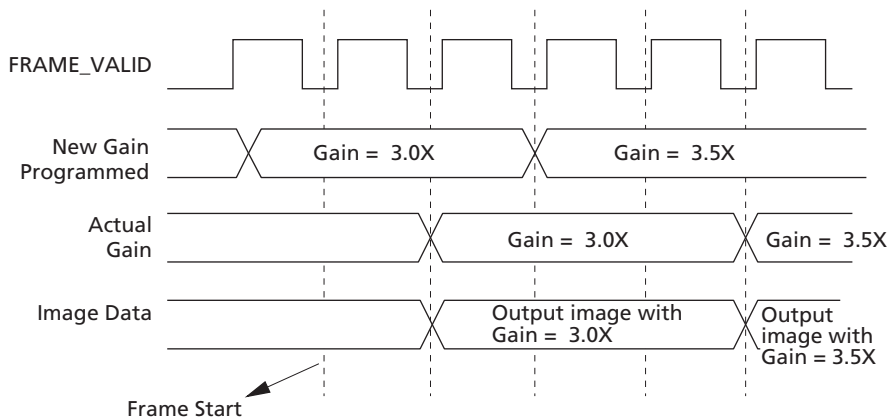 FRAME_VALID
New Gain
Programmed
Gain = 3.0X
Gain = 3.5X
Actual
Gain
Gain = 3.0X
Gain = 3.5X
Image Data
Output image with
Gain = 3.0X
Output
image with
Gain = 3.5X
Frame Start